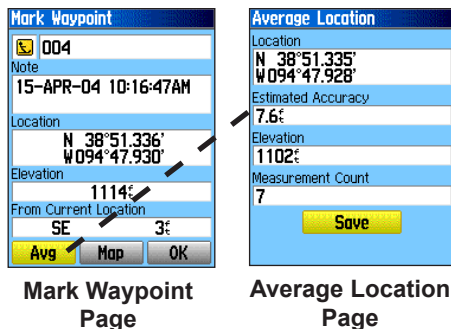 Mark Waypoint
004
Note
15-APR-04 10:16:47AM
Location
N 38°51.336'
W094°47.930'
Elevation
1114ft
From Current Location
SE 3ft
Avg Map OK
Mark Waypoint
Page
Average Location
Location
N 38°51.335'
W094°47.928'
Estimated Accuracy
7.6ft
Elevation
1102ft
Measurement Count
7
Save
Average Location
Page